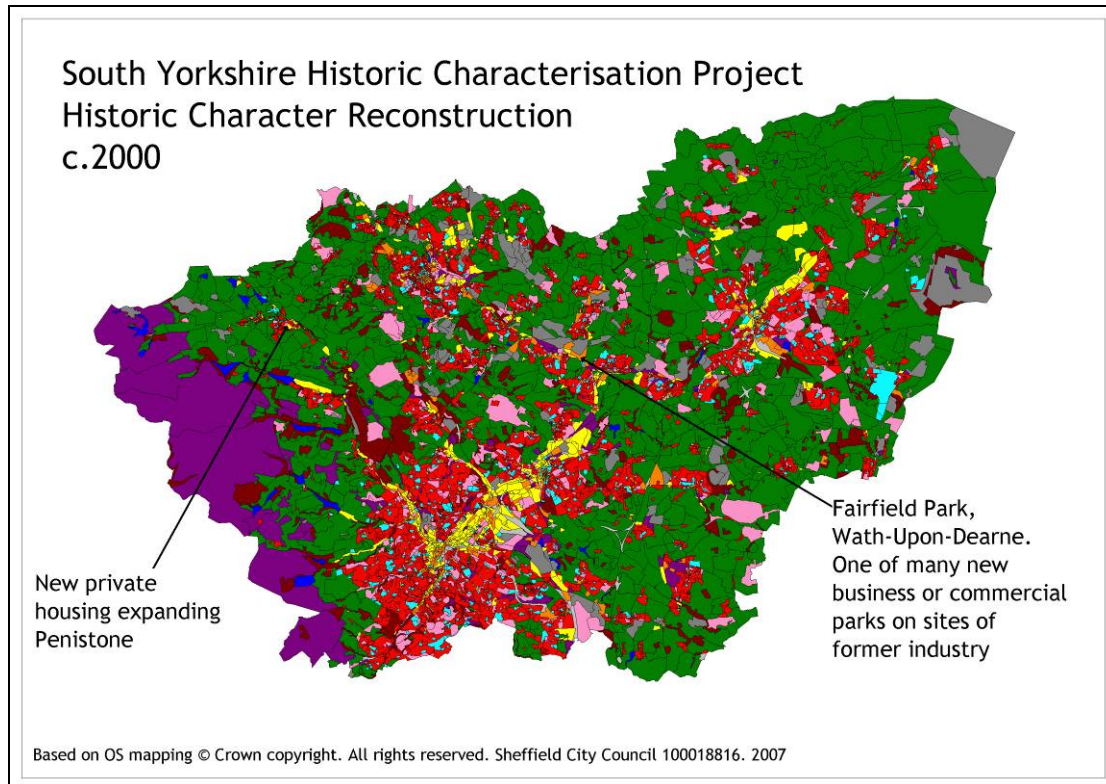 South Yorkshire Historic Characterisation Project
Historic Character Reconstruction
c.2000
New private
housing expanding
Penistone
Fairfield Park,
Wath-Upon-Dearne.
One of many new
business or commercial
parks on sites of
former industry
Based on OS mapping © Crown copyright. All rights reserved. Sheffield City Council 100018816. 2007